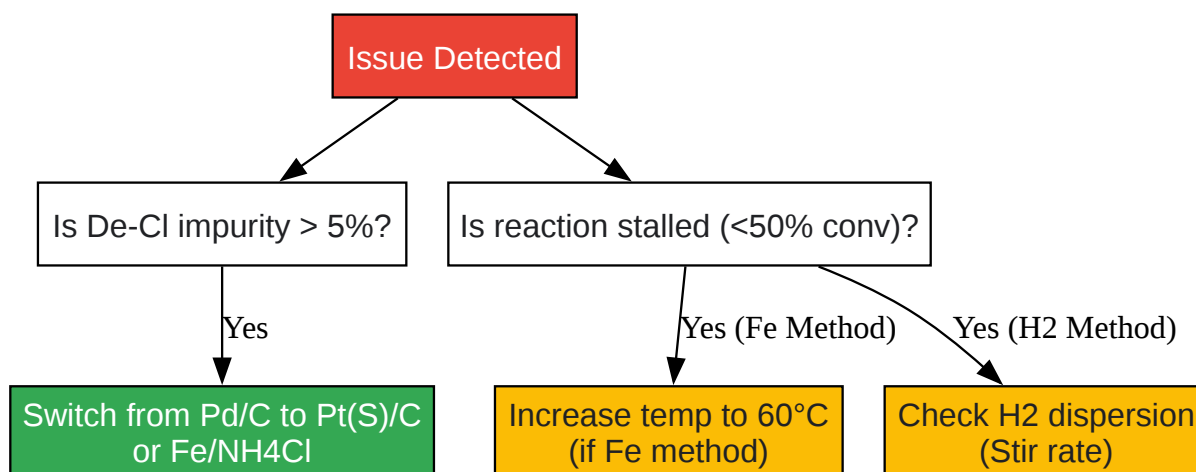 Issue Detected
Is De-Cl impurity > 5%?
Is reaction stalled (<50% conv)?
Yes
Yes (Fe Method)
Yes (H2 Method)
Switch from Pd/C to Pt(S)/C
or Fe/NH4Cl
Increase temp to 60°C
(if Fe method)
Check H2 dispersion
(Stir rate)